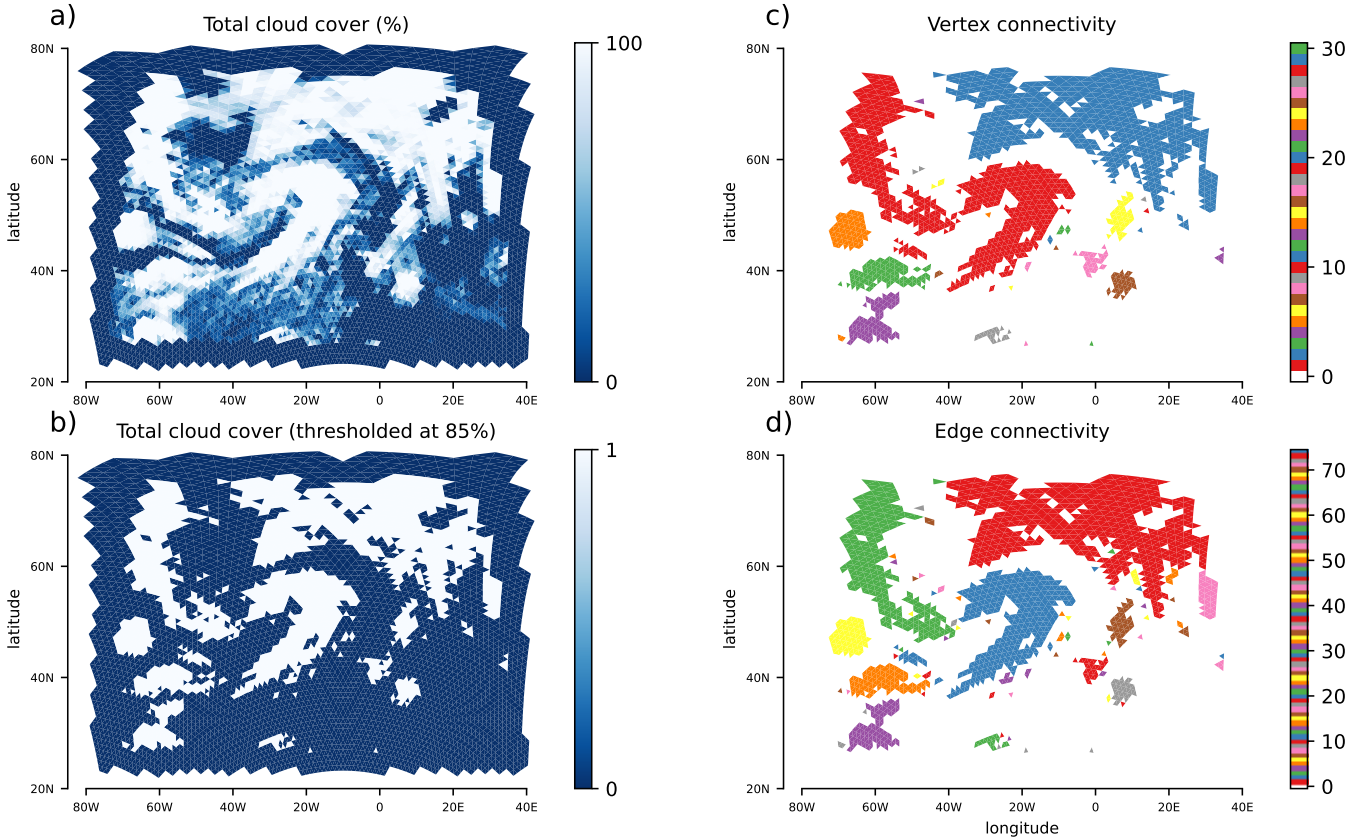 a)
Total cloud cover (%)
80N
60N
40N
20N
latitude
80W 60W 40W 20W 0 20E 40E
100
0
c)
Vertex connectivity
80N
60N
40N
20N
latitude
80W 60W 40W 20W 0 20E 40E
30
20
10
0
b)
Total cloud cover (thresholded at 85%)
80N
60N
40N
20N
latitude
80W 60W 40W 20W 0 20E 40E
1
0
d)
Edge connectivity
80N
60N
40N
20N
latitude
80W 60W 40W 20W 0 20E 40E
longitude
70
60
50
40
30
20
10
0